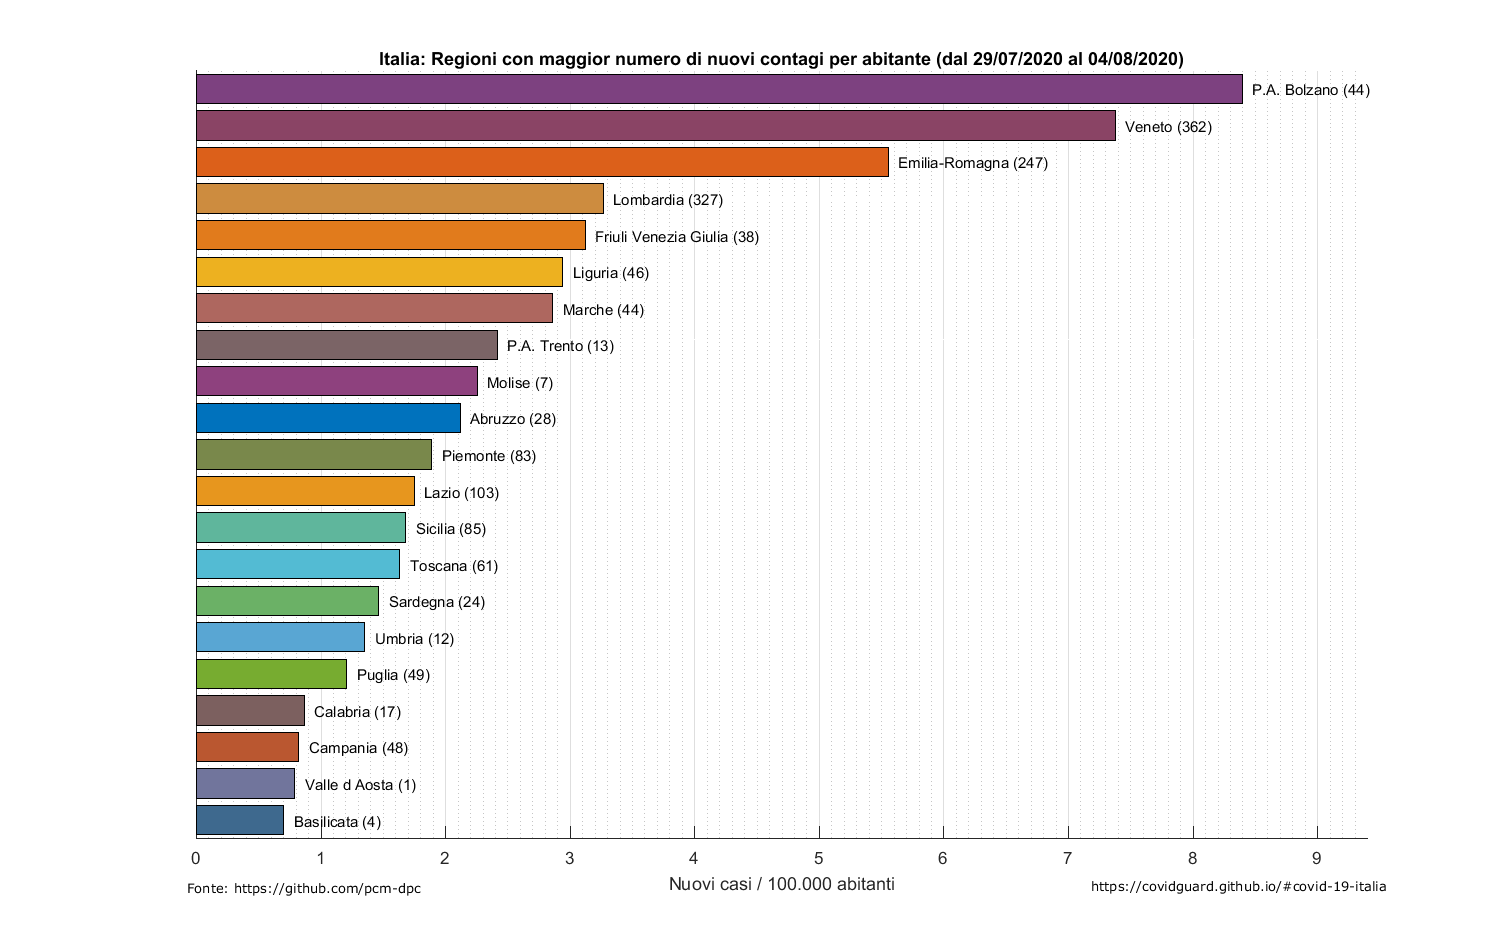 Italia: Regioni con maggior numero di nuovi contagi per abitante (dal 29/07/2020 al 04/08/2020)
P.A. Bolzano (44)
Veneto (362)
Emilia-Romagna (247)
Lombardia (327)
Friuli Venezia Giulia (38)
Liguria (46)
Marche (44)
P.A. Trento (13)
Molise (7)
Abruzzo (28)
Piemonte (83)
Lazio (103)
Sicilia (85)
Toscana (61)
Sardegna (24)
Umbria (12)
Puglia (49)
Calabria (17)
Campania (48)
Valle d Aosta (1)
Basilicata (4)
0 1 2 3 4 5 6 7 8 9
Nuovi casi / 100.000 abitanti
Fonte: https://github.com/pcm-dpc
https://covidguard.github.io/#covid-19-italia